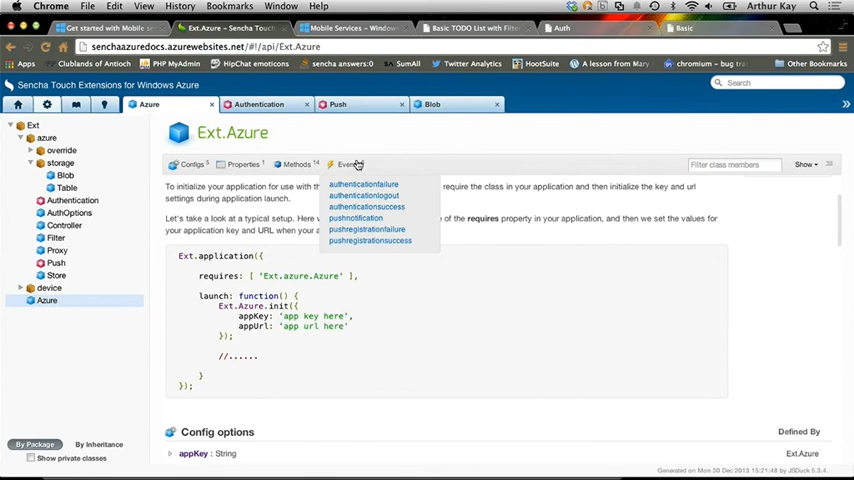 Chrome File Edit View History Bookmarks Window Help Arthur Kay
Get started with Mobile se
Ext.Azure – Sencha Touch
Mobile Services – Windows
Basic TODO List with Filter
Auth
Basic
senchaazuredocs.azurewebsites.net/#!/api/Ext.Azure
Apps Clublands of Antioch PHP MyAdmin HipChat emoticons sencha answers:0 SumAll Twitter Analytics HootSuite A lesson from Mary chromium - bug tra Other Bookmarks
Sencha Touch Extensions for Windows Azure
Search
Azure
Authentication
Push
Blob
Ext
azure
override
storage
Blob
Table
Authentication
AuthOptions
Controller
Filter
Proxy
Push
Store
device
Azure
By Package By Inheritance
Show private classes
Ext.Azure
Configs 5 Properties 1 Methods 14
Filter class members
Show
authenticationfailure
authenticationlogout
authenticationsuccess
pushnotification
pushregistrationfailure
pushregistrationsuccess
To initialize your application for use with th require the class in your application and then initialize the key and url
settings during application launch.
Let's take a look at a typical setup. Here of the requires property in your application, and then we set the values for
your application key and URL when your a
Ext.application({
requires: [ 'Ext.azure.Azure' ],
launch: function() {
Ext.Azure.init({
appKey: 'app key here',
appUrl: 'app url here'
});
//......
}
});
Config options
Defined By
appKey : String
Ext.Azure
Generated on Mon 30 Dec 2013 15:21:48 by JSDuck 5.3.4.